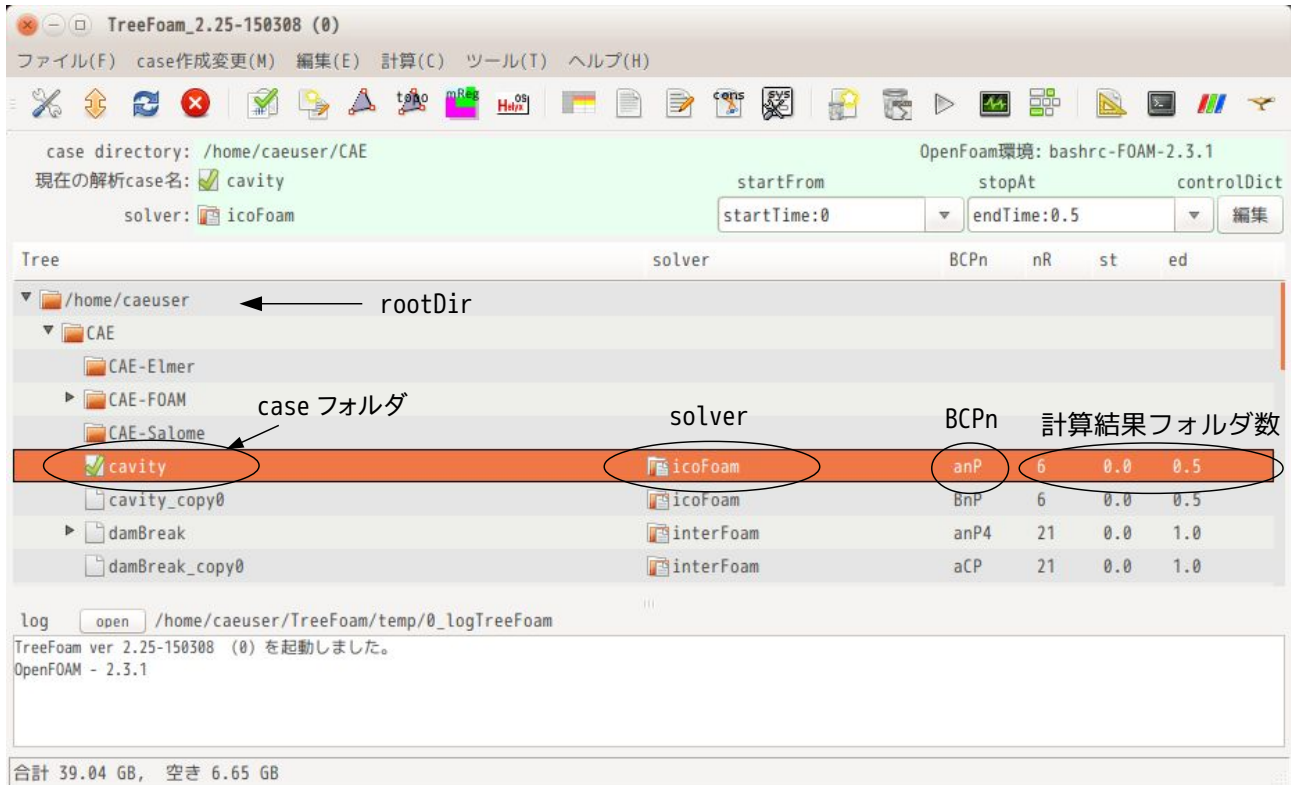 TreeFoam_2.25-150308 (0)
ファイル(F) case作成変更(M) 編集(E) 計算(C) ツール(T) ヘルプ(H)
topo mReg Helyx OS cons SYS
case directory: /home/caeuser/CAE OpenFoam環境: bashrc-FOAM-2.3.1
現在の解析case名: cavity startFrom stopAt controlDict
solver: icoFoam startTime:0 endTime:0.5 編集
Tree solver BCPn nR st ed
/home/caeuser rootDir
CAE
CAE-Elmer
CAE-FOAM case フォルダ solver BCPn 計算結果フォルダ数
CAE-Salome
cavity icoFoam anP 6 0.0 0.5
cavity_copy0 icoFoam BnP 6 0.0 0.5
damBreak interFoam anP4 21 0.0 1.0
damBreak_copy0 interFoam aCP 21 0.0 1.0
log open /home/caeuser/TreeFoam/temp/0_logTreeFoam
TreeFoam ver 2.25-150308 (0) を起動しました。
OpenFOAM - 2.3.1
合計 39.04 GB, 空き 6.65 GB